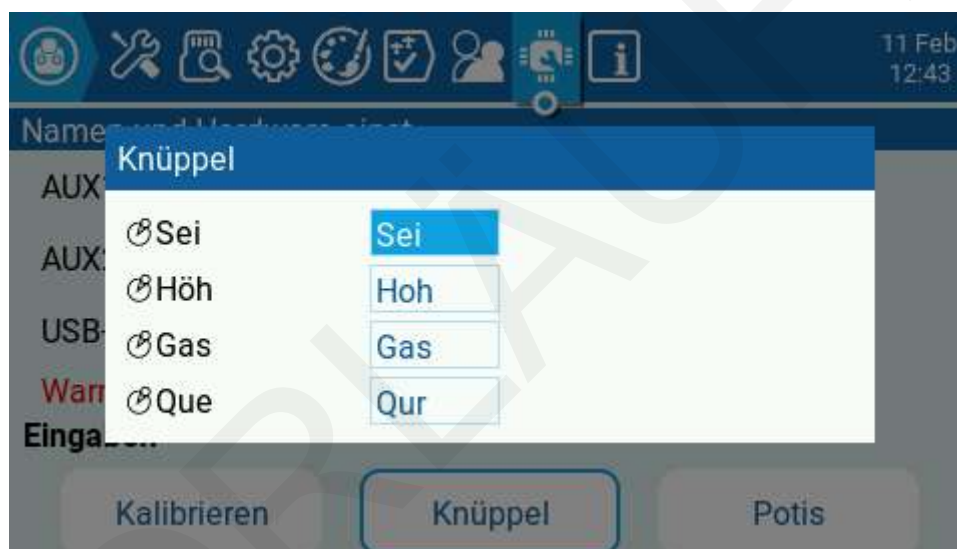 11 Feb
12:43
Knüppel
AUX
Sei Sei
AUX
Höh Hoh
USB-
Gas Gas
Warn
Que Qur
Kalibrieren Knüppel Potis